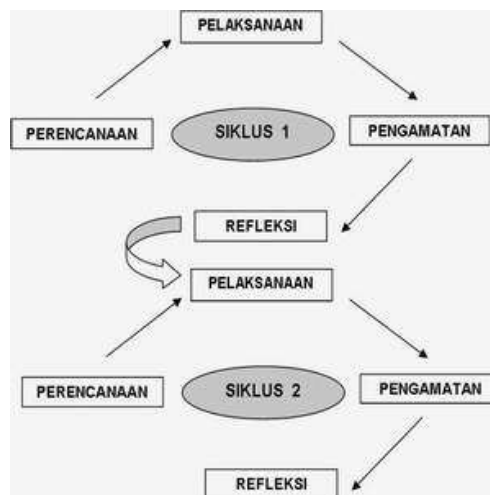 PELAKSANAAN
PERENCANAAN
SIKLUS 1
PENGAMATAN
REFLEKSI
PELAKSANAAN
PERENCANAAN
SIKLUS 2
PENGAMATAN
REFLEKSI